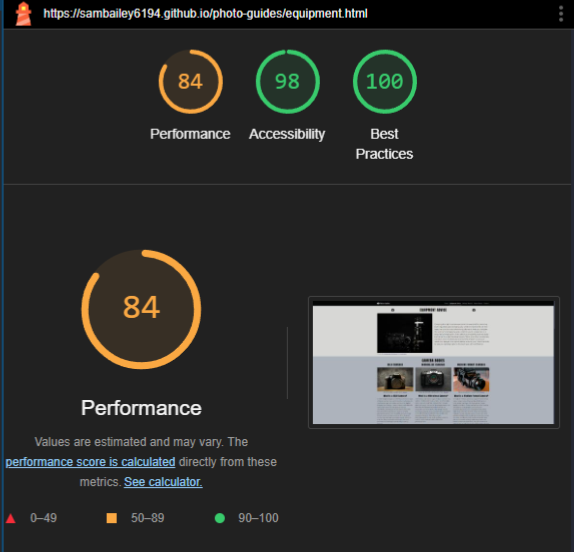 https://sambailey6194.github.io/photo-guides/equipment.html
84 98 100
Performance Accessibility Best
Practices
84
Performance
Values are estimated and may vary. The
performance score is calculated directly from these
metrics. See calculator.
0–49 50–89 90–100
EQUIPMENT GUIDES